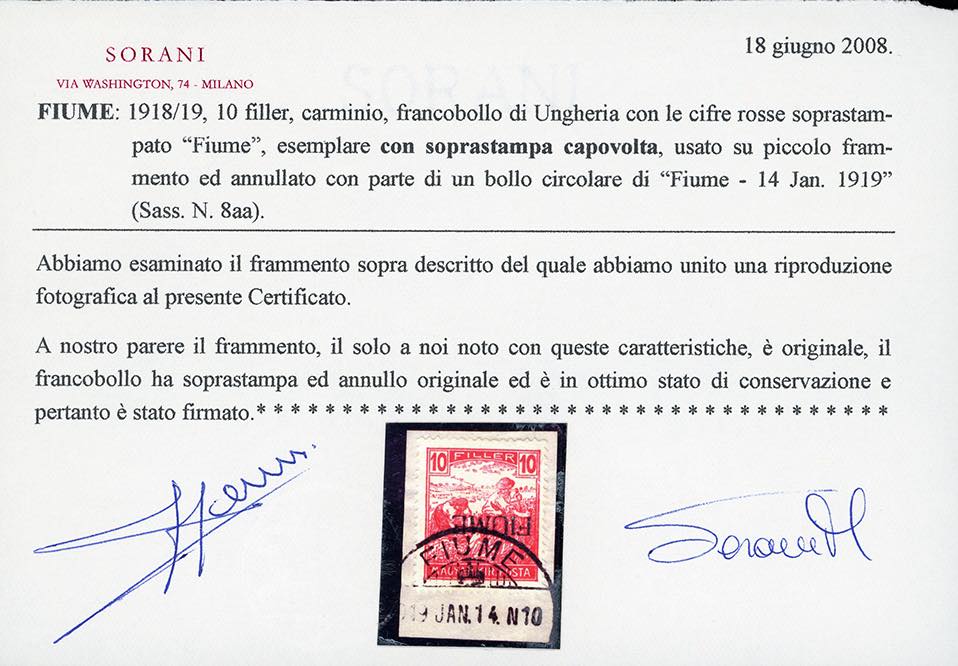 SORANI
VIA WASHINGTON, 74 - MILANO
18 giugno 2008.
FIUME: 1918/19, 10 filler, carminio, francobollo di Ungheria con le cifre rosse soprastam-
pato “Fiume”, esemplare con soprastampa capovolta, usato su piccolo fram-
mento ed annullato con parte di un bollo circolare di “Fiume - 14 Jan. 1919”
(Sass. N. 8aa).
Abbiamo esaminato il frammento sopra descritto del quale abbiamo unito una riproduzione
fotografica al presente Certificato.
A nostro parere il frammento, il solo a noi noto con queste caratteristiche, è originale, il
francobollo ha soprastampa ed annullo originale ed è in ottimo stato di conservazione e
pertanto è stato firmato.* * * * * * * * * * * * * * * * * * * * * * * * * * * * * * * * * * * * *
10 FILLER 10
FIUME
FIUME
MAGYAR KIR. POSTA
19 JAN. 14. N10